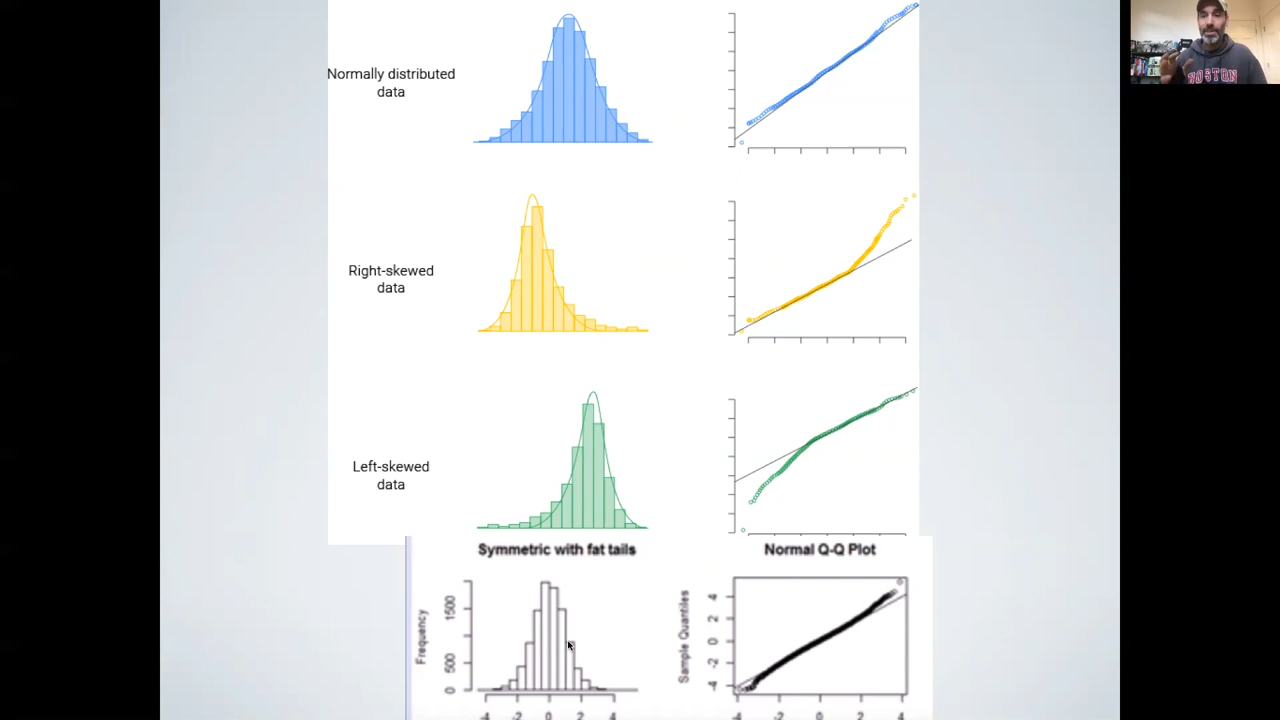 Normally distributed
data
Right-skewed
data
Left-skewed
data
Symmetric with fat tails
Frequency
1500
500
0
-4 -2 0 2 4
Normal Q-Q Plot
Sample Quantiles
4
2
0
-2
-4
-4 -2 0 2 4
BOSTON